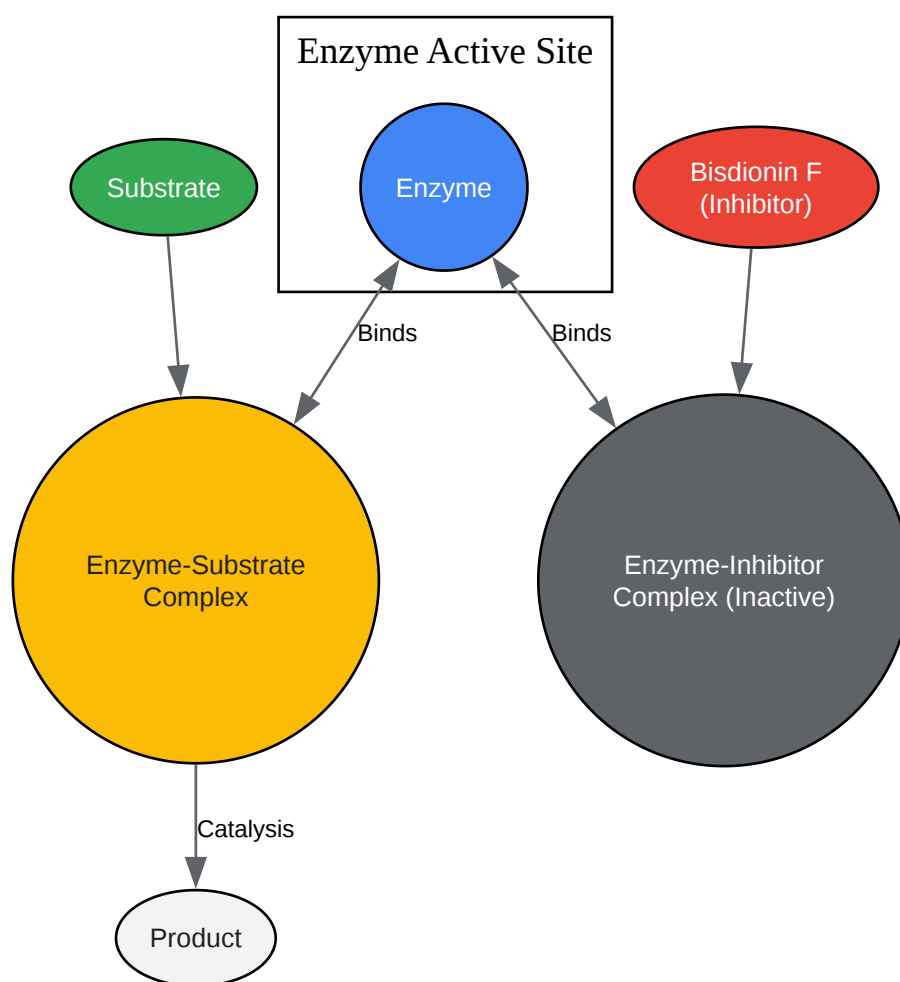 Enzyme Active Site
Substrate
Enzyme
Bisdionin F
(Inhibitor)
Binds
Binds
Enzyme-Substrate
Complex
Enzyme-Inhibitor
Complex (Inactive)
Catalysis
Product